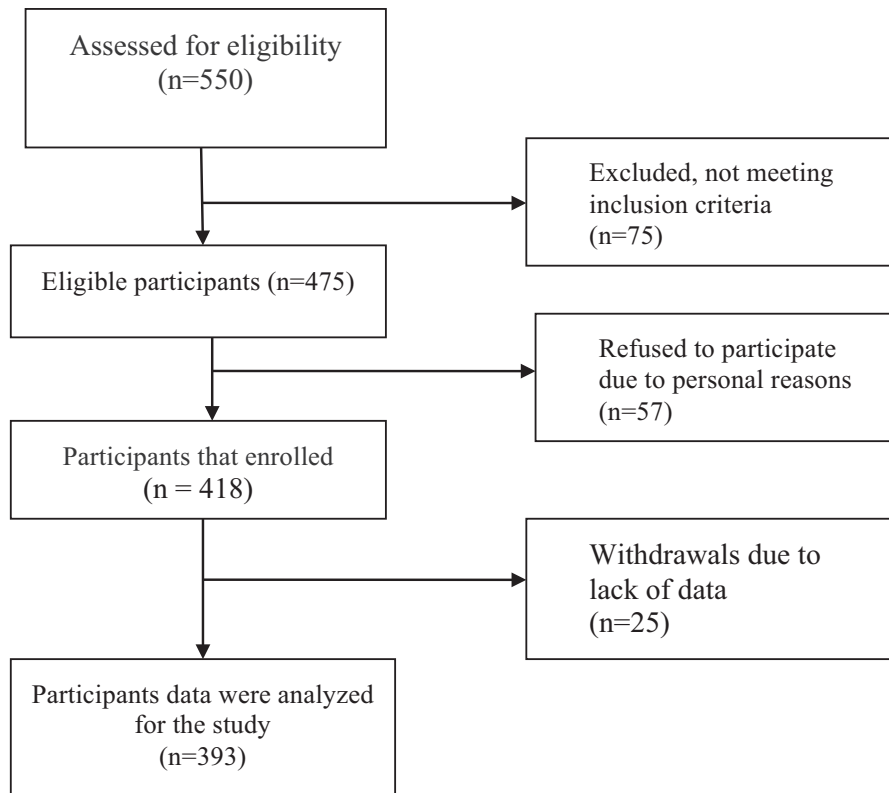 Assessed for eligibility
(n=550)
Excluded, not meeting
inclusion criteria
(n=75)
Eligible participants (n=475)
Refused to participate
due to personal reasons
(n=57)
Participants that enrolled
(n = 418)
Withdrawals due to
lack of data
(n=25)
Participants data were analyzed
for the study
(n=393)